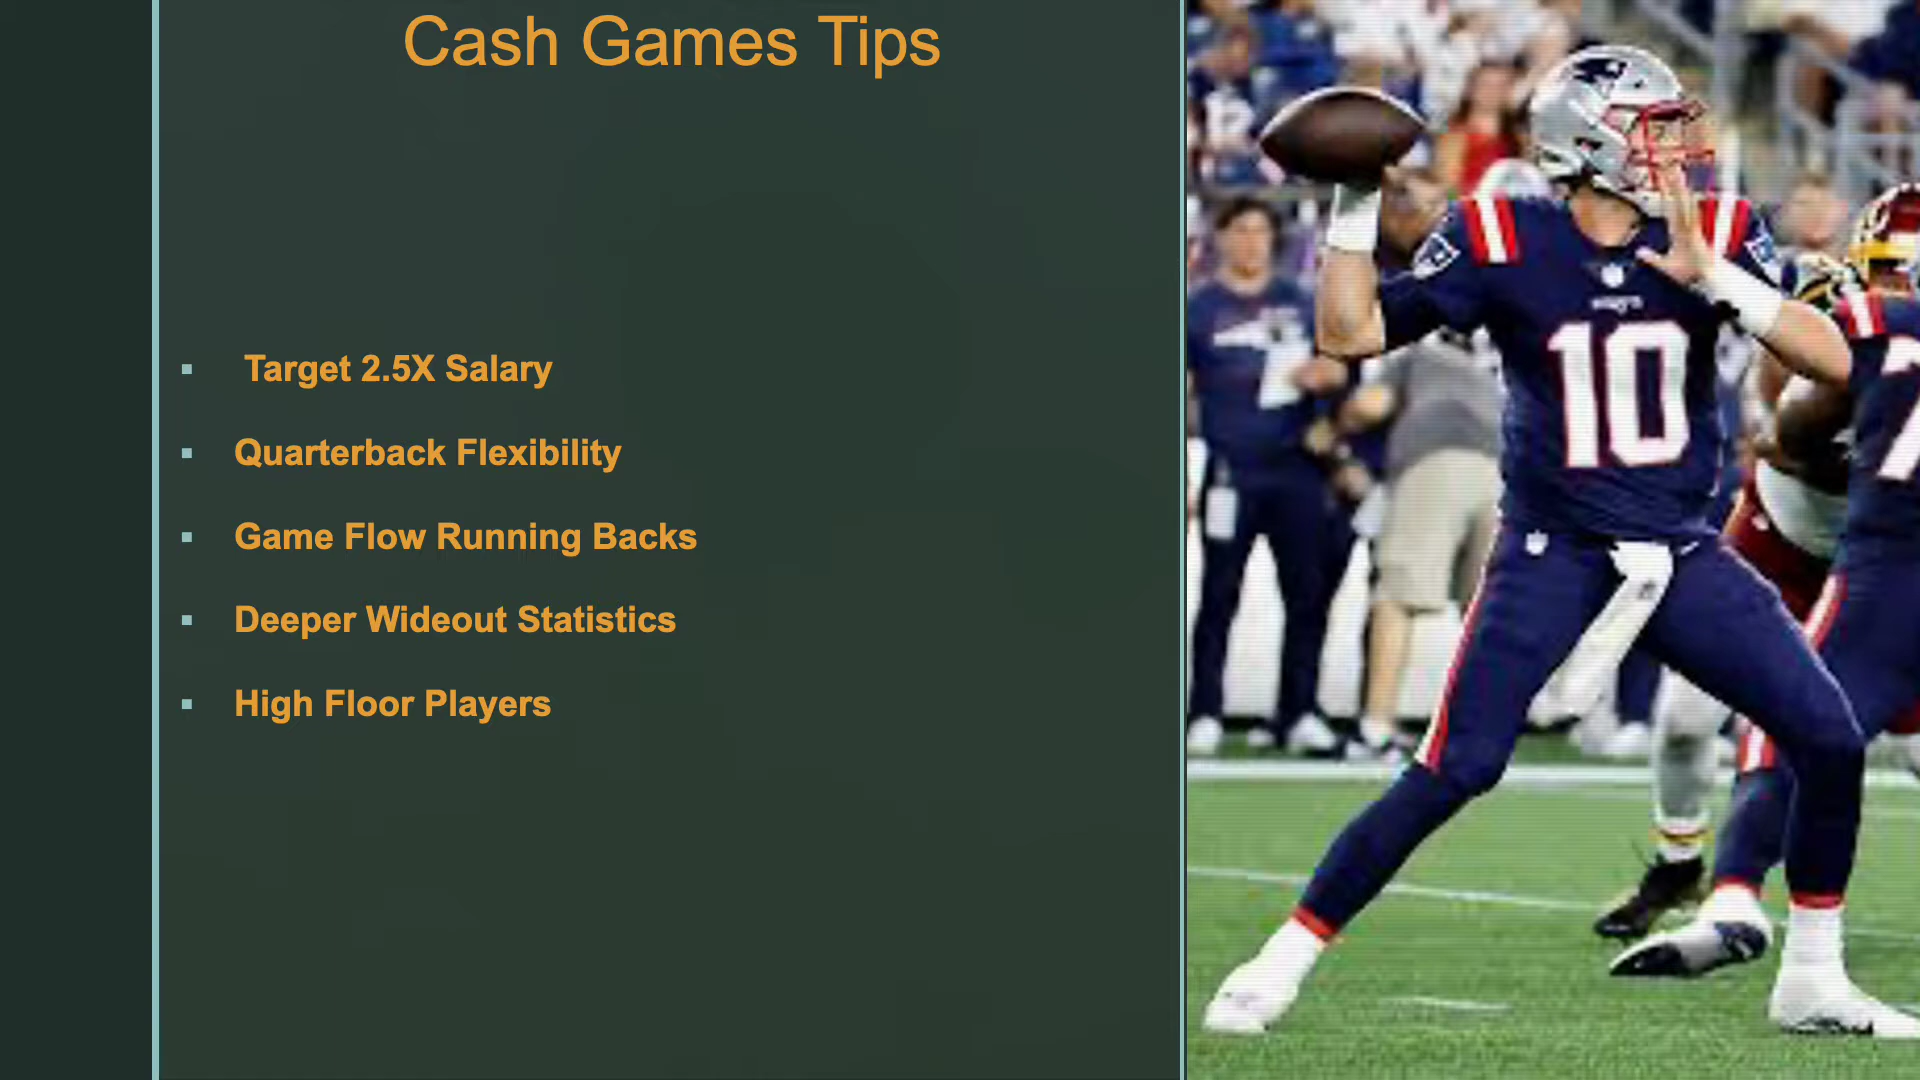 Cash Games Tips
Target 2.5X Salary
Quarterback Flexibility
Game Flow Running Backs
Deeper Wideout Statistics
High Floor Players
10
7